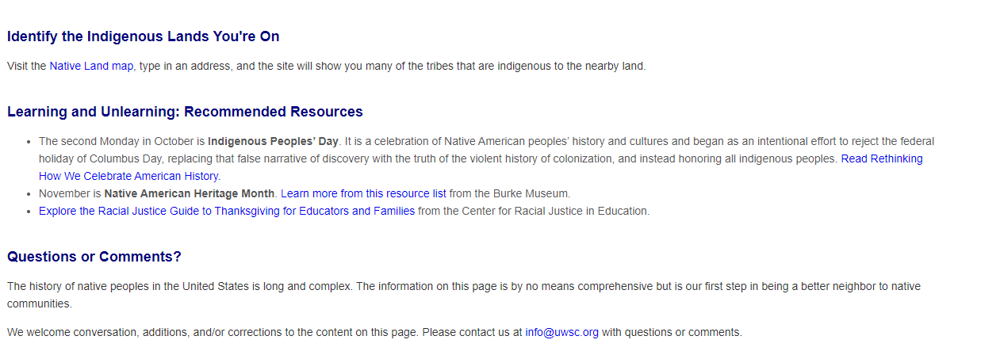 Identify the Indigenous Lands You're On
Visit the Native Land map, type in an address, and the site will show you many of the tribes that are indigenous to the nearby land.
Learning and Unlearning: Recommended Resources
• The second Monday in October is Indigenous Peoples’ Day. It is a celebration of Native American peoples’ history and cultures and began as an intentional effort to reject the federal
holiday of Columbus Day, replacing that false narrative of discovery with the truth of the violent history of colonization, and instead honoring all indigenous peoples. Read Rethinking
How We Celebrate American History.
• November is Native American Heritage Month. Learn more from this resource list from the Burke Museum.
• Explore the Racial Justice Guide to Thanksgiving for Educators and Families from the Center for Racial Justice in Education.
Questions or Comments?
The history of native peoples in the United States is long and complex. The information on this page is by no means comprehensive but is our first step in being a better neighbor to native
communities.
We welcome conversation, additions, and/or corrections to the content on this page. Please contact us at info@uwsc.org with questions or comments.